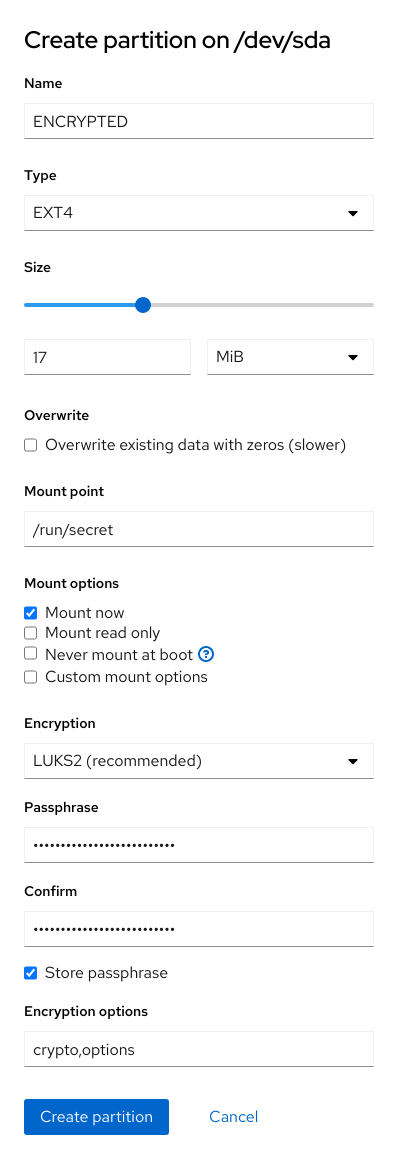 Create partition on /dev/sda
Name
ENCRYPTED
Type
EXT4
Size
17
MiB
Overwrite
Overwrite existing data with zeros (slower)
Mount point
/run/secret
Mount options
Mount now
Mount read only
Never mount at boot ?
Custom mount options
Encryption
LUKS2 (recommended)
Passphrase
••••••••••••••••••••••••••
Confirm
••••••••••••••••••••••••••
Store passphrase
Encryption options
crypto,options
Create partition Cancel